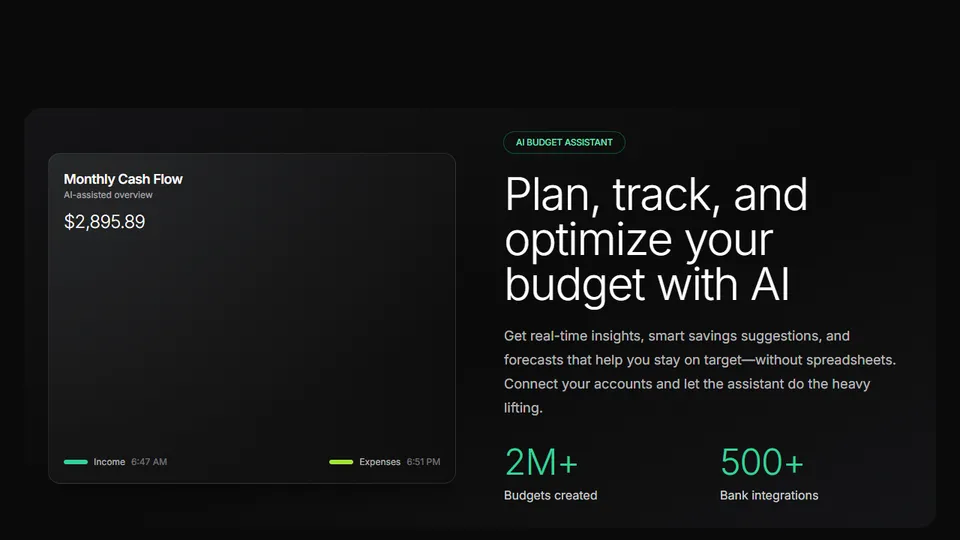 Monthly Cash Flow
AI-assisted overview
$2,895.89
Income 6:47 AM
Expenses 6:51 PM
AI BUDGET ASSISTANT
Plan, track, and
optimize your
budget with AI
Get real-time insights, smart savings suggestions, and
forecasts that help you stay on target—without spreadsheets.
Connect your accounts and let the assistant do the heavy
lifting.
2M+
Budgets created
500+
Bank integrations